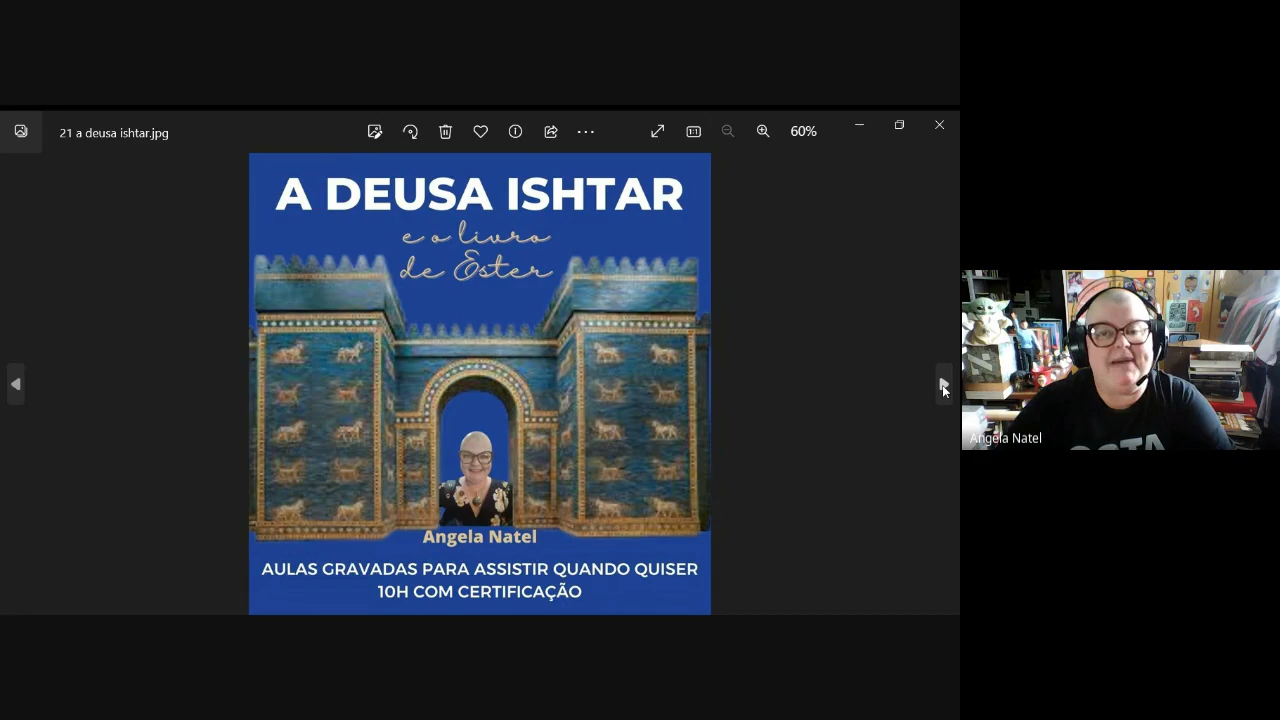 21 a deusa ishtar.jpg
60%
A DEUSA ISHTAR
e o livro
de Ester
Angela Natel
AULAS GRAVADAS PARA ASSISTIR QUANDO QUISER
10H COM CERTIFICAÇÃO
Angela Natel